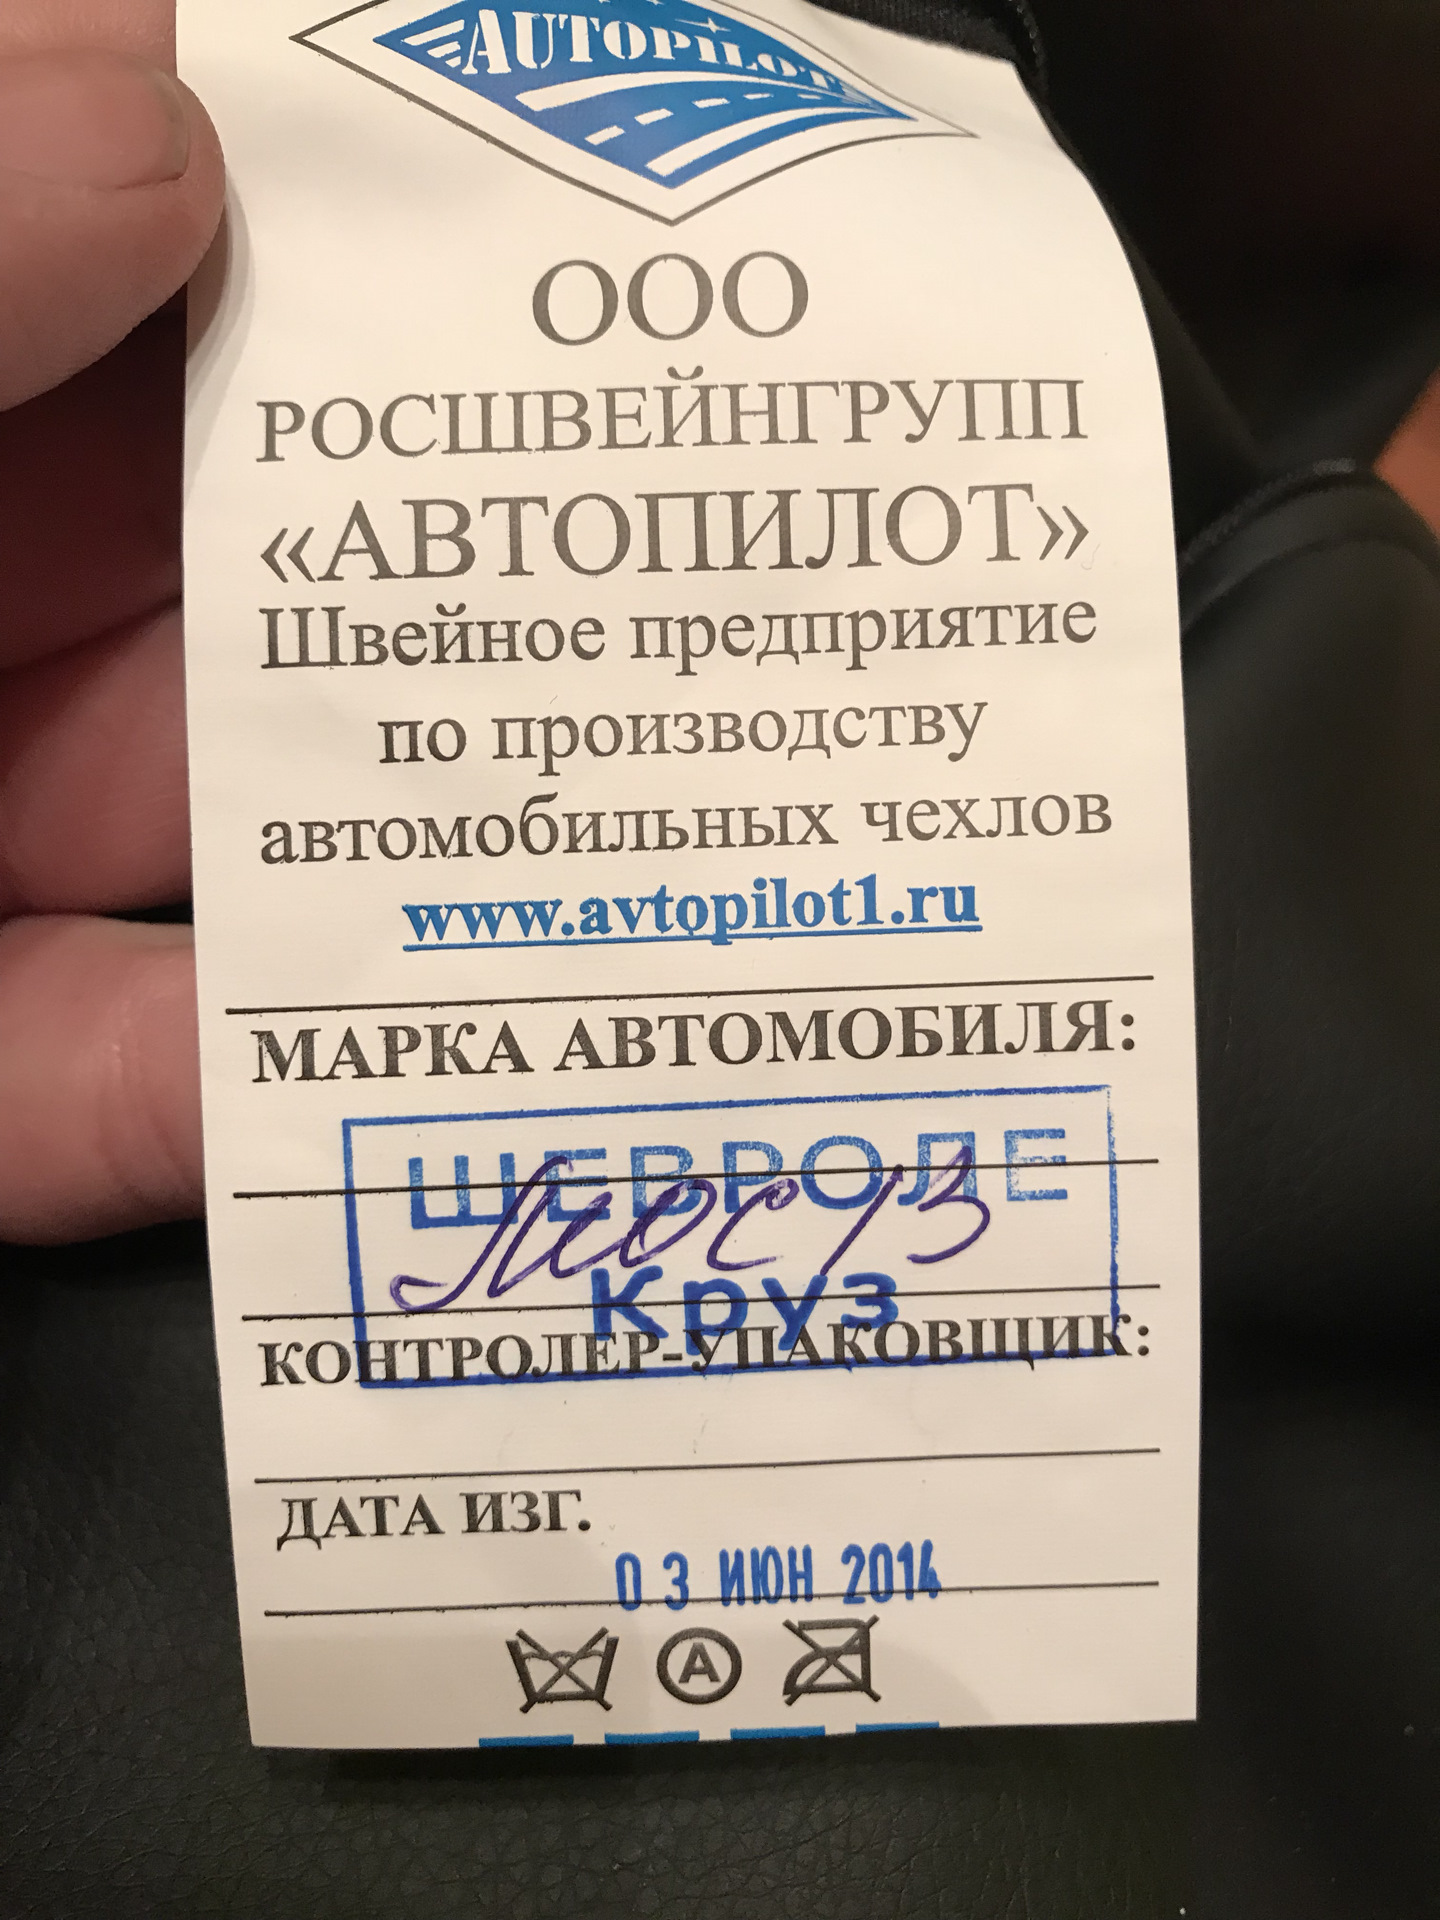 AUTOPILOT
ООО
РОСШВЕЙНГРУПП
«АВТОПИЛОТ»
Швейное предприятие
по производству
автомобильных чехлов
www.avtopilot1.ru
МАРКА АВТОМОБИЛЯ:
ШЕВРОЛЕ
Круз
КОНТРОЛЕР-УПАКОВЩИК:
ДАТА ИЗГ.
03 ИЮН 2014
A